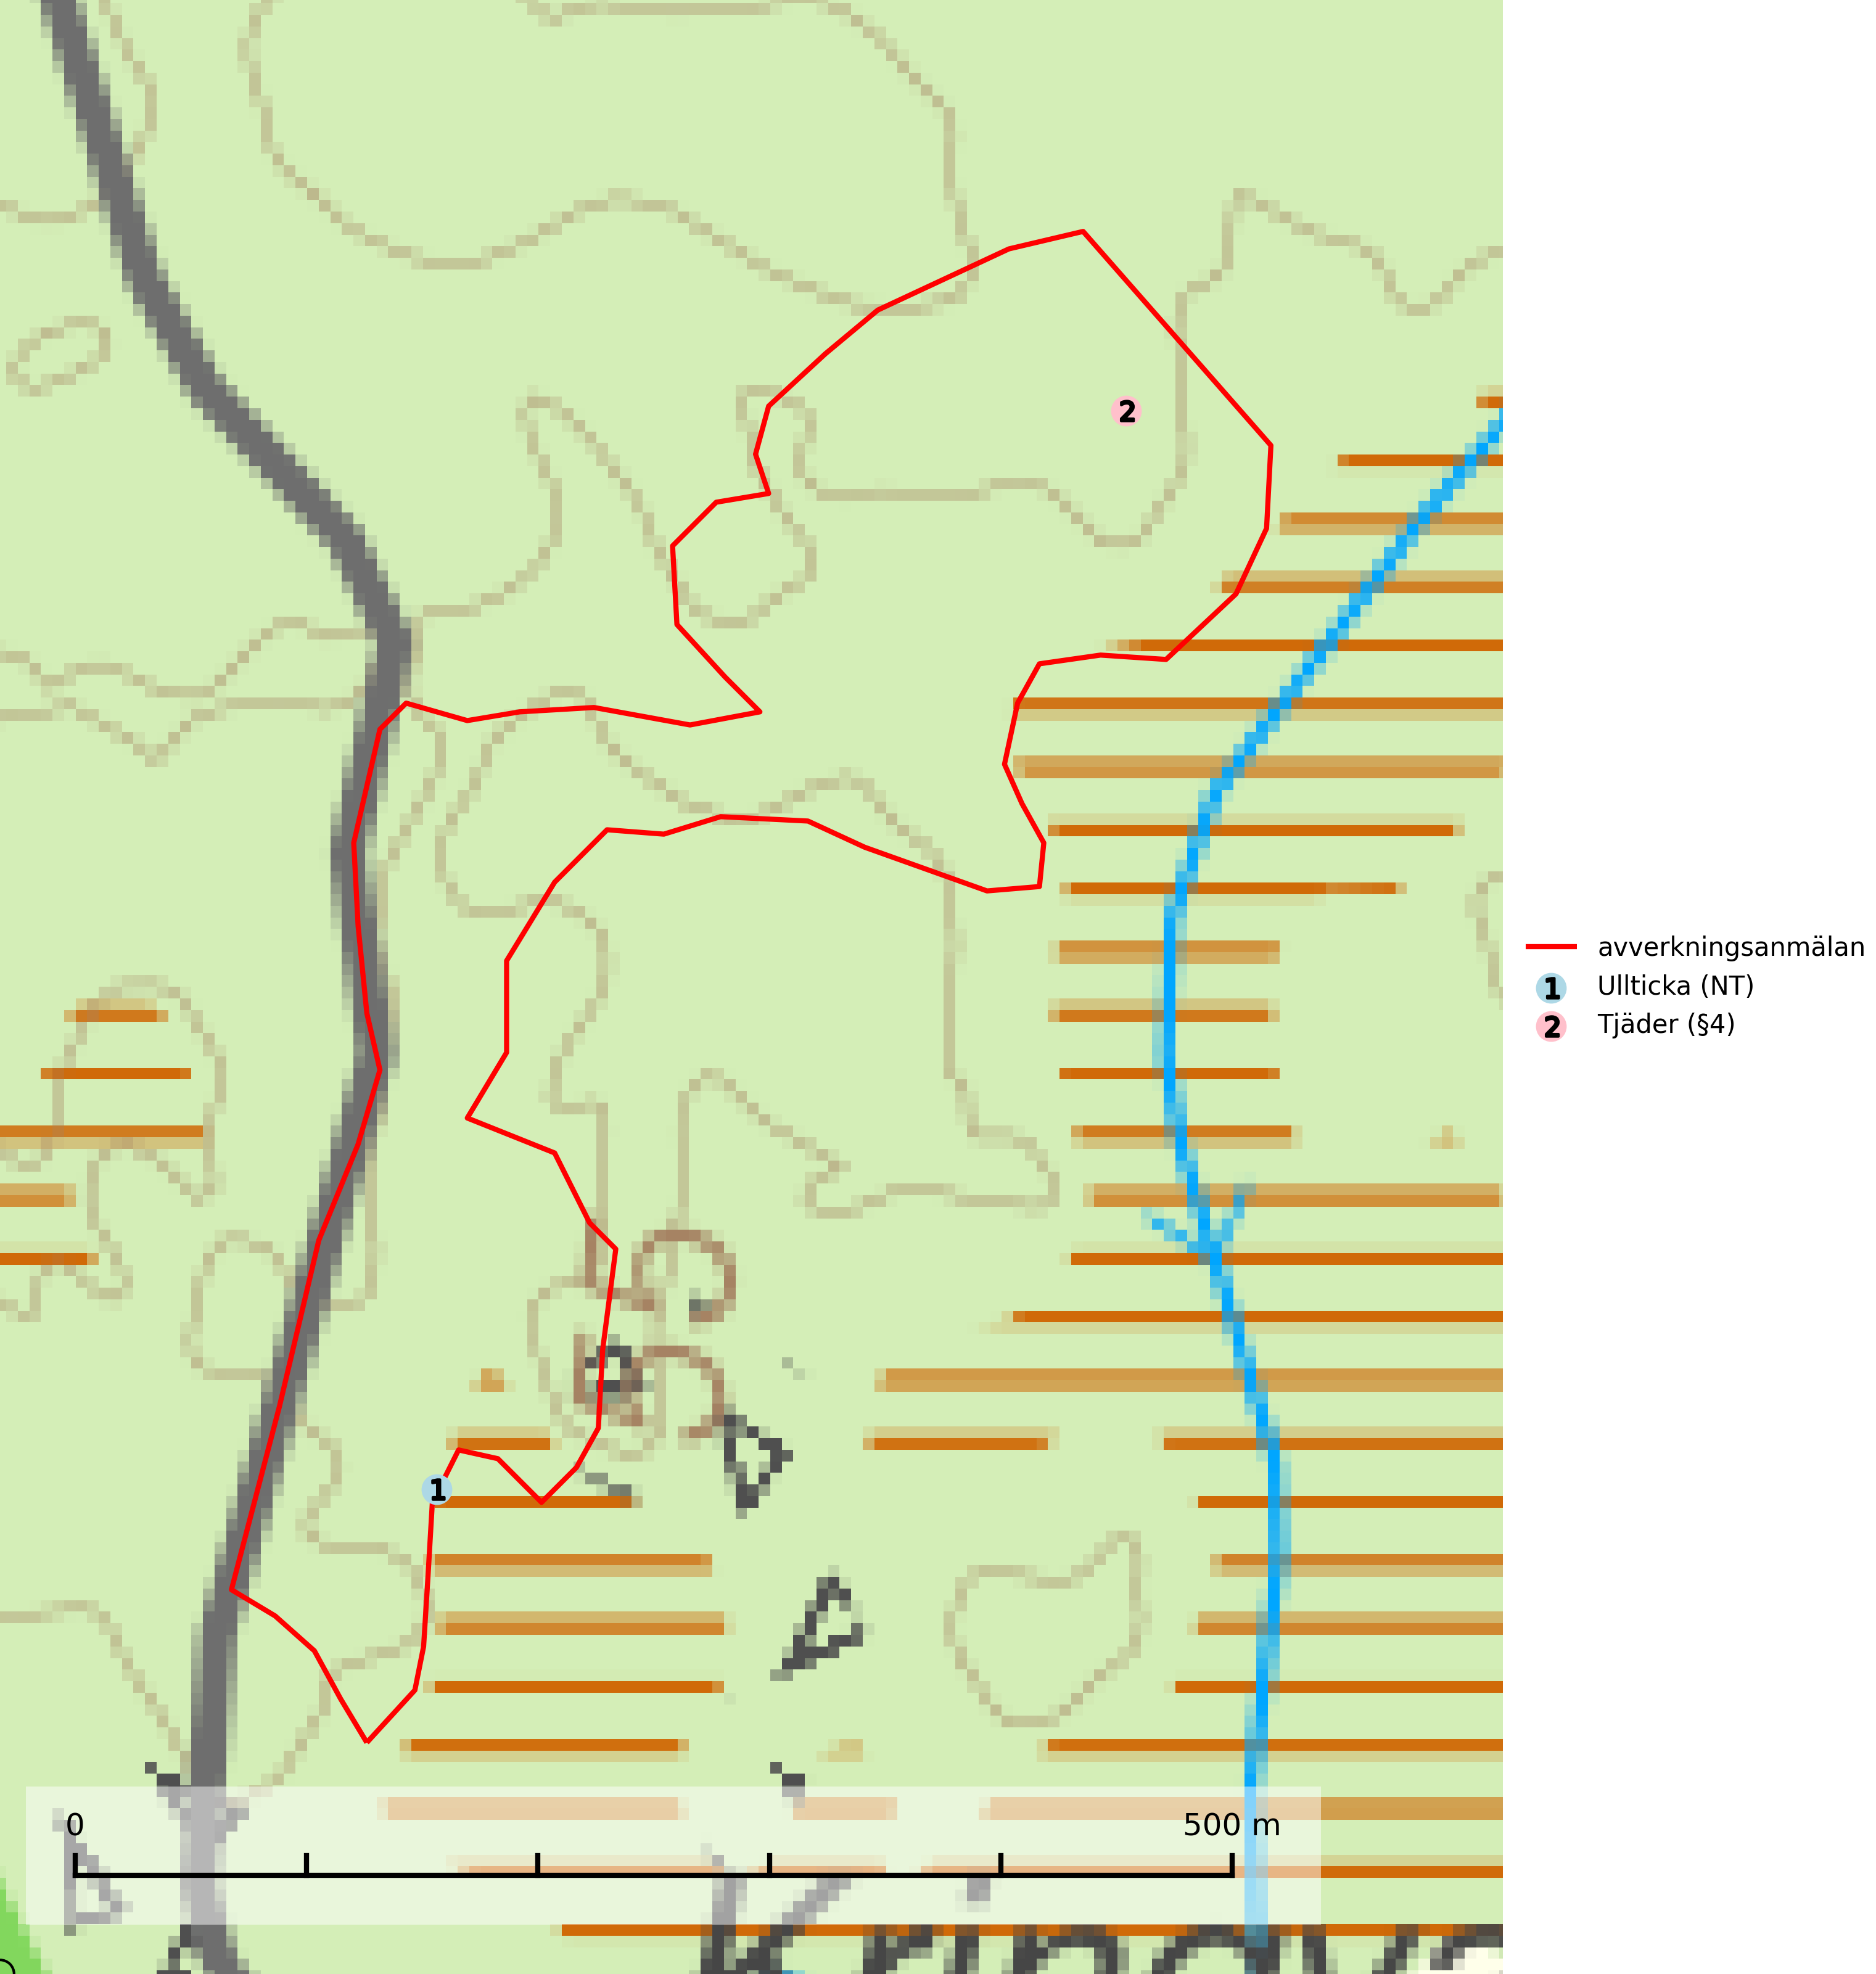 avverkningsanmälan
1 Ullticka (NT)
2 Tjäder (§4)
2
1
0 500 m